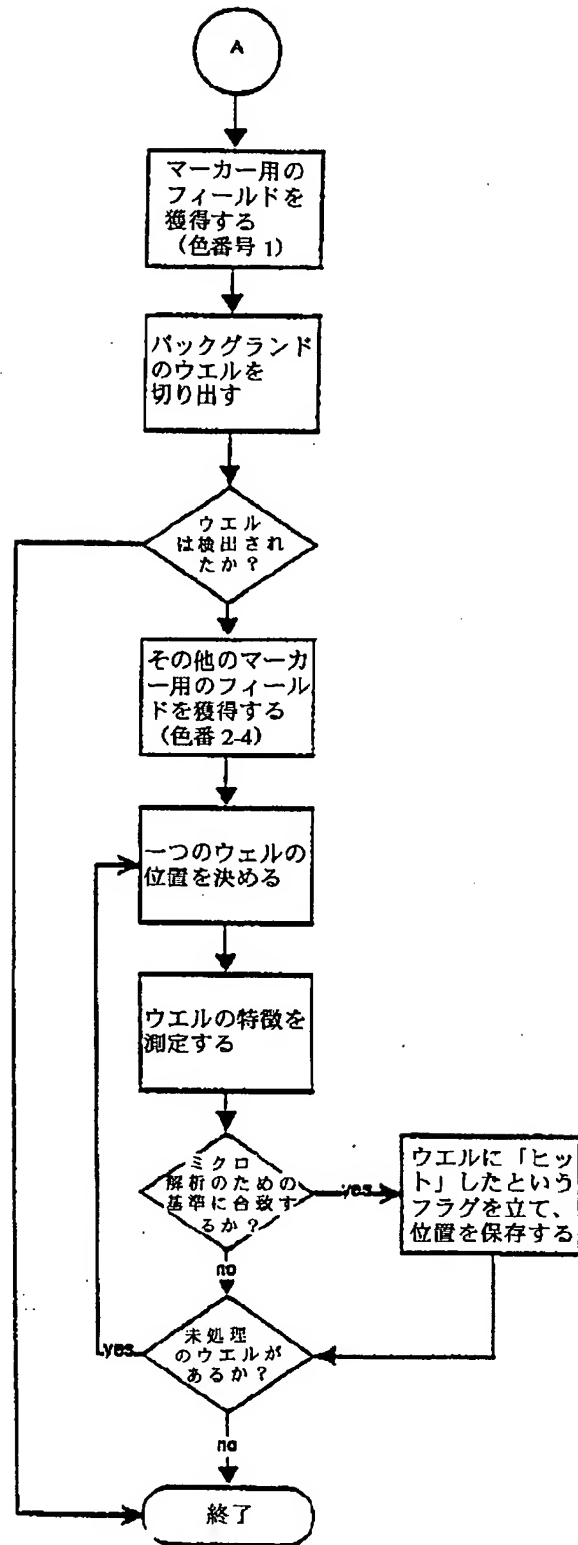 A
マーカー用の
フィールドを
獲得する
(色番号 1)
バックグランド
のウエルを
切り出す
ウエル
は検出され
たか？
その他のマーカ
ー用のフィール
ドを獲得する
(色番 2-4)
一つのウェルの
位置を決める
ウエルの特徴を
測定する
ミクロ
解析のための
基準に合致す
るか？
yes
ウエルに「ヒッ
ト」したという
フラグを立て、
位置を保存する
no
未処理
のウエルが
あるか？
yes
no
終了